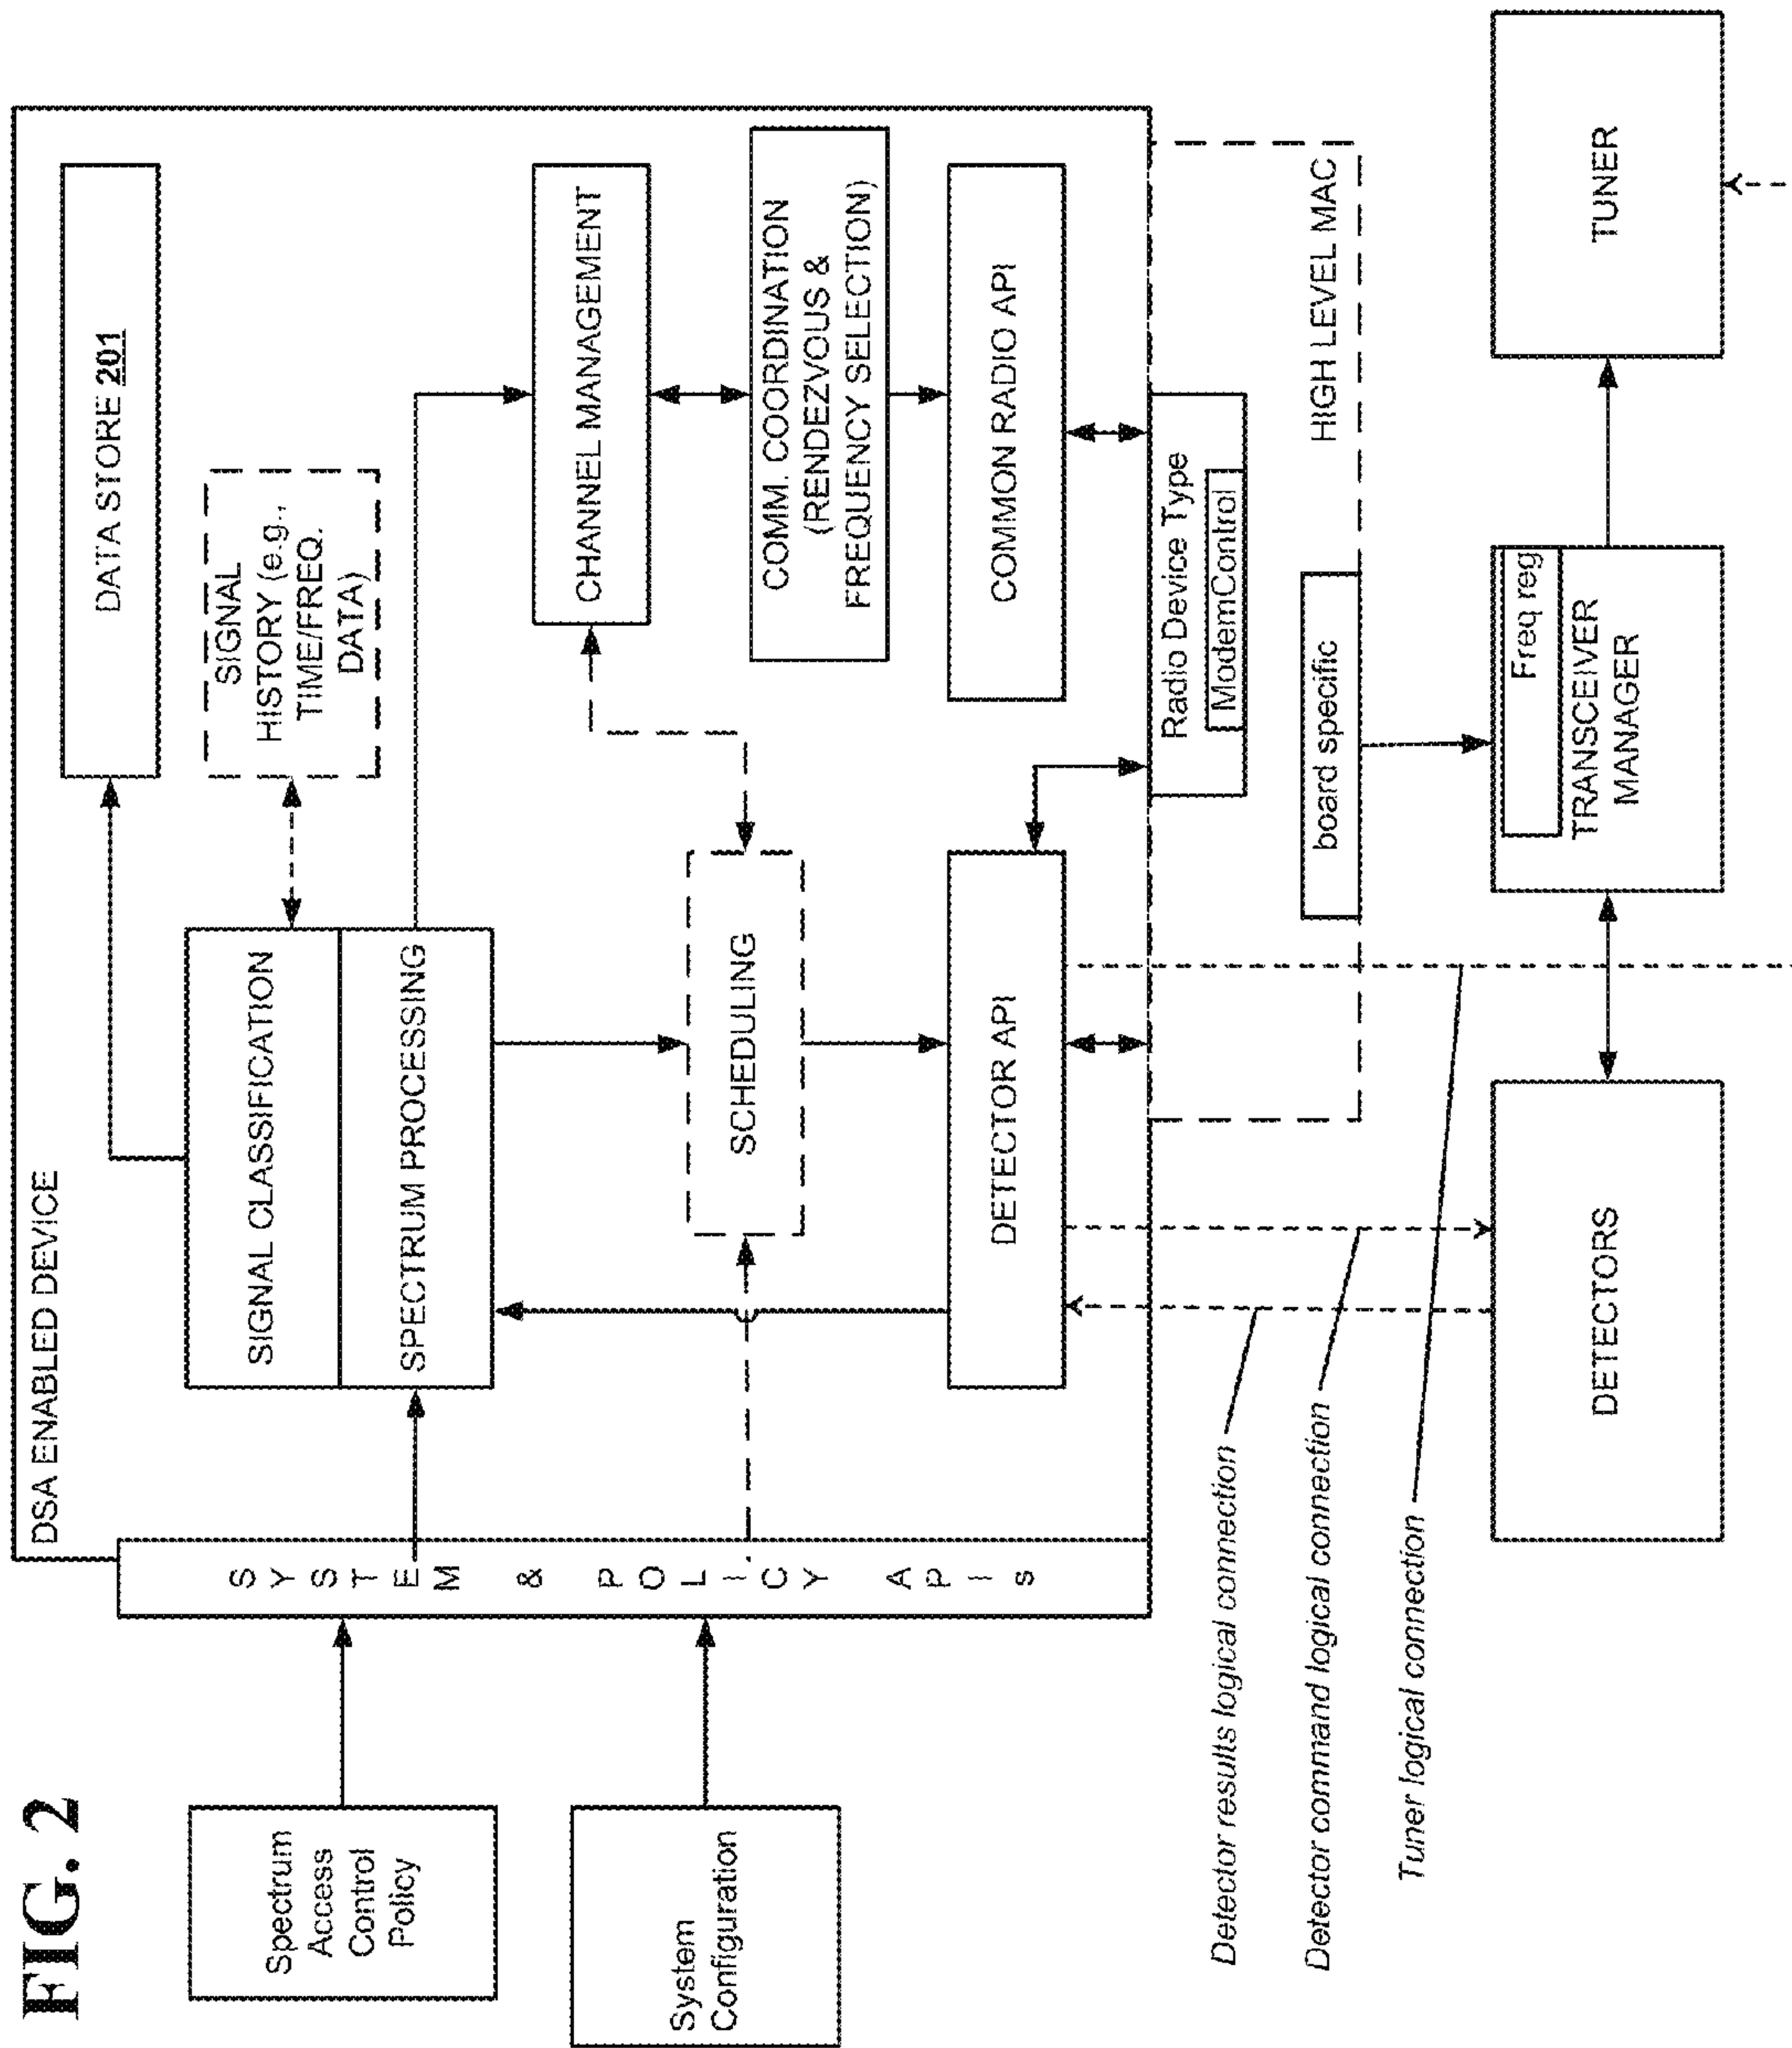 FIG. 2
DSA ENABLED DEVICE
Spectrum
Access
Control
Policy
System
Configuration
SYSTEM & POLICY APIs
SIGNAL CLASSIFICATION
SPECTRUM PROCESSING
DATA STORE 201
SIGNAL
HISTORY (e.g.,
TIME/FREQ.
DATA)
SCHEDULING
CHANNEL MANAGEMENT
COMM. COORDINATION
(RENDEZVOUS &
FREQUENCY SELECTION)
DETECTOR API
COMMON RADIO API
Radio Device Type
ModemControl
HIGH LEVEL MAC
board specific
Detector results logical connection
Detector command logical connection
Tuner logical connection
DETECTORS
Freq reg
TRANSCEIVER
MANAGER
TUNER